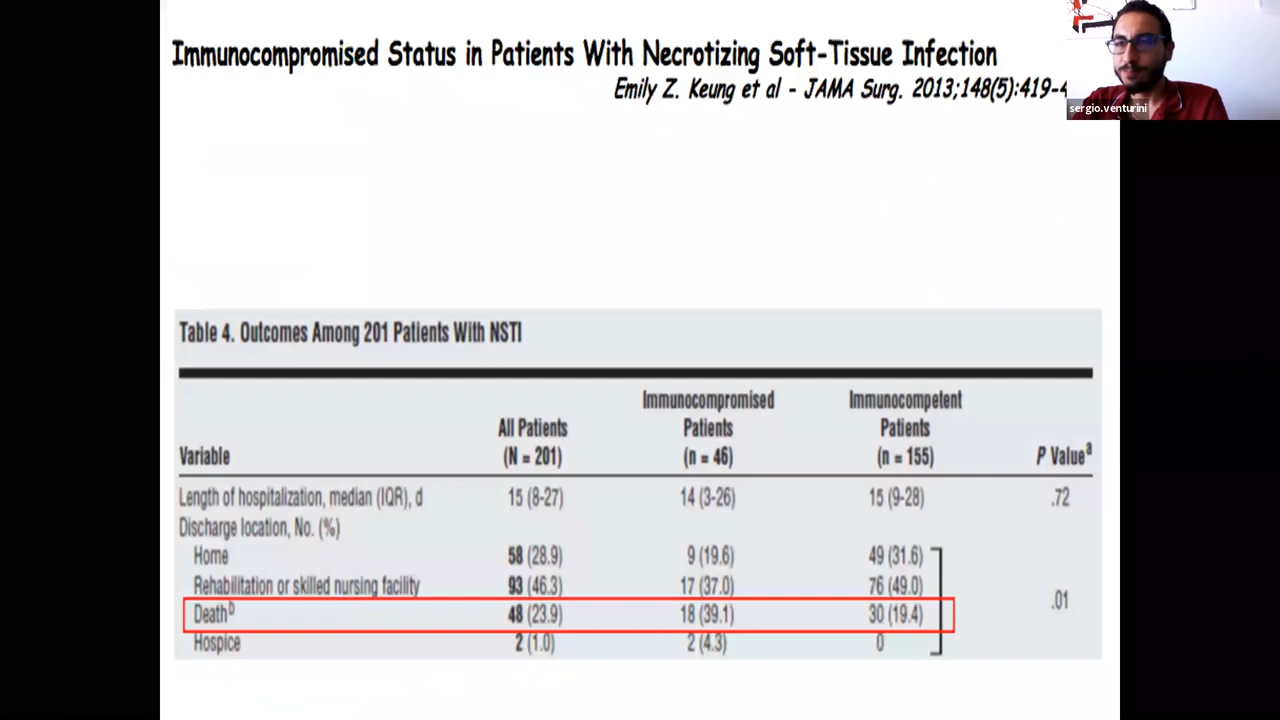 Immunocompromised Status in Patients With Necrotizing Soft-Tissue Infection
Emily Z. Keung et al - JAMA Surg. 2013;148(5):419-4
sergio.venturini
Table 4. Outcomes Among 201 Patients With NSTI
Variable All Patients (N = 201) Immunocompromised Patients (n = 46) Immunocompetent Patients (n = 155) P Valueᵃ
Length of hospitalization, median (IQR), d 15 (8-27) 14 (3-26) 15 (9-28) .72
Discharge location, No. (%)
Home 58 (28.9) 9 (19.6) 49 (31.6)
Rehabilitation or skilled nursing facility 93 (46.3) 17 (37.0) 76 (49.0)
.01
Deathᵇ 48 (23.9) 18 (39.1) 30 (19.4)
Hospice 2 (1.0) 2 (4.3) 0